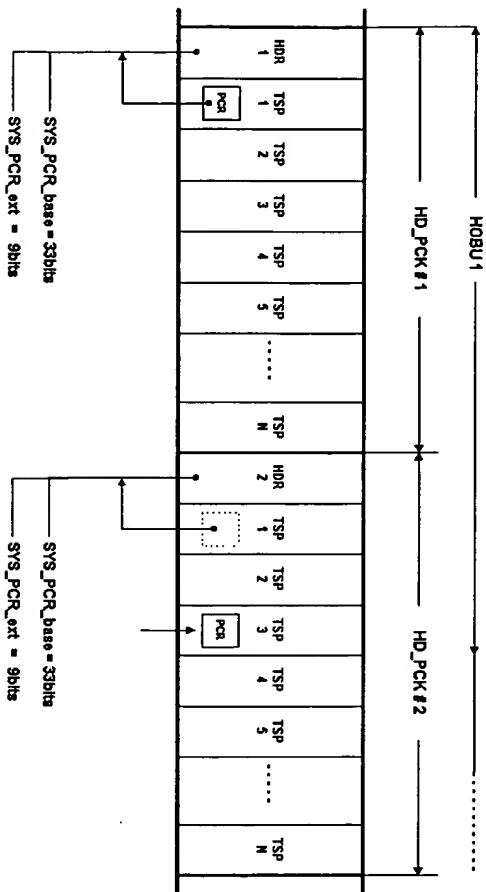 HOBU 1
HD_PCK # 1
HD_PCK # 2
HDR 1
TSP 1
TSP 2
TSP 3
TSP 4
TSP 5
......
TSP N
HDR 2
TSP 1
TSP 2
TSP 3
TSP 4
TSP 5
......
TSP N
PCR
PCR
SYS_PCR_base = 33bits
SYS_PCR_ext = 9bits
SYS_PCR_base = 33bits
SYS_PCR_ext = 9bits